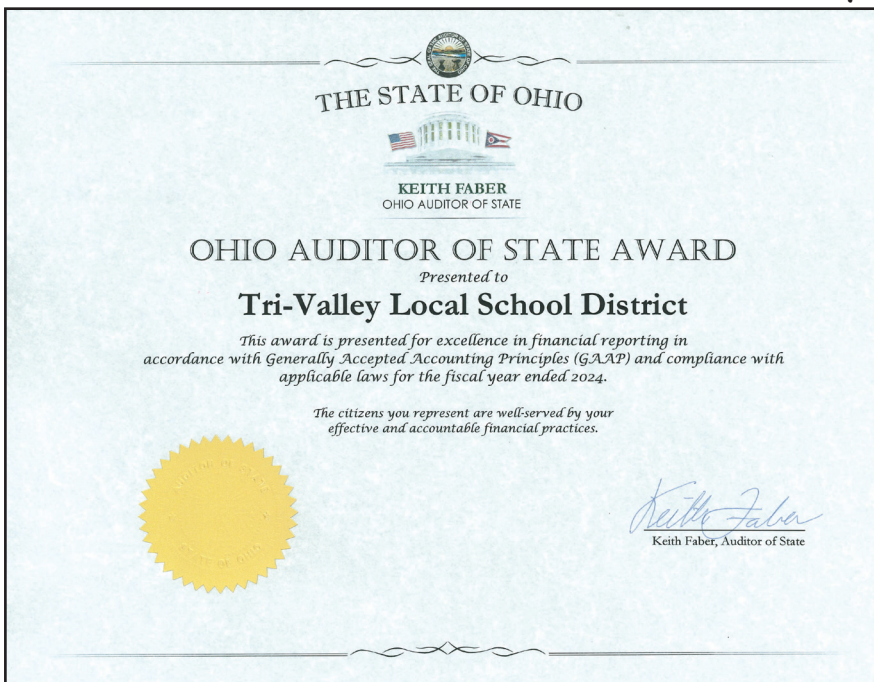 THE STATE OF OHIO
KEITH FABER
OHIO AUDITOR OF STATE
OHIO AUDITOR OF STATE AWARD
Presented to
Tri-Valley Local School District
This award is presented for excellence in financial reporting in
accordance with Generally Accepted Accounting Principles (GAAP) and compliance with
applicable laws for the fiscal year ended 2024.
The citizens you represent are well-served by your
effective and accountable financial practices.
Keith Faber
Keith Faber, Auditor of State